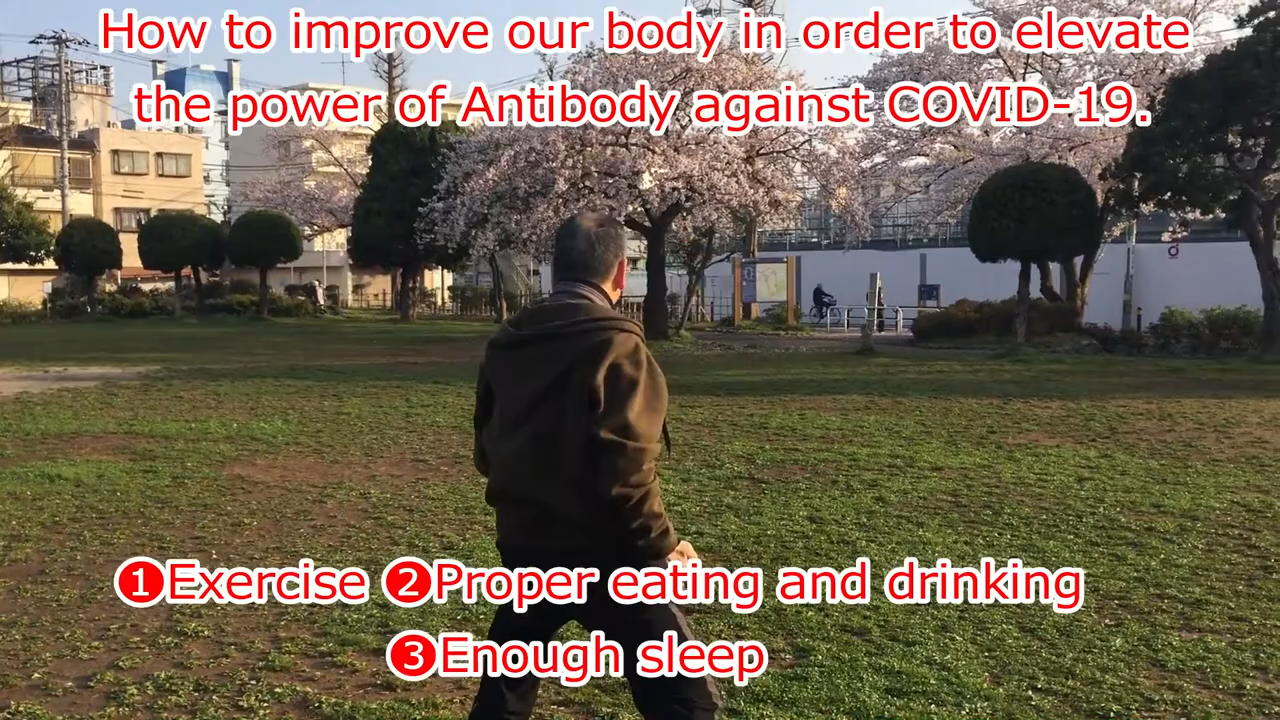 How to improve our body in order to elevate
the power of Antibody against COVID-19.
❶Exercise ❷Proper eating and drinking
❸Enough sleep